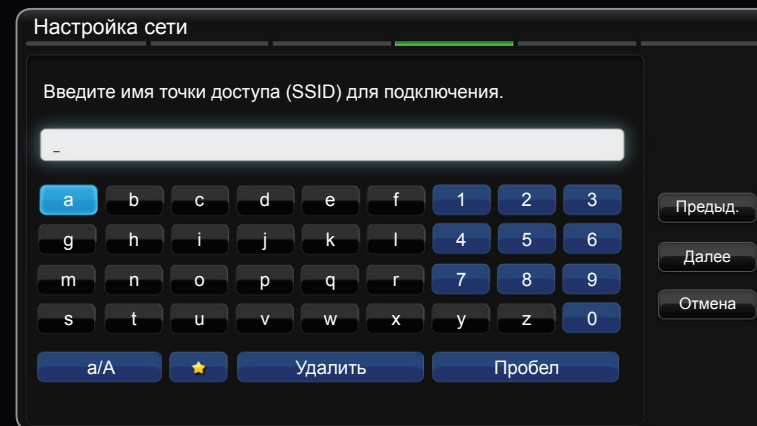 Настройка сети
Введите имя точки доступа (SSID) для подключения.
_
a b c d e f 1 2 3
g h i j k l 4 5 6
m n o p q r 7 8 9
s t u v w x y z 0
a/A Удалить Пробел
Предыд.
Далее
Отмена